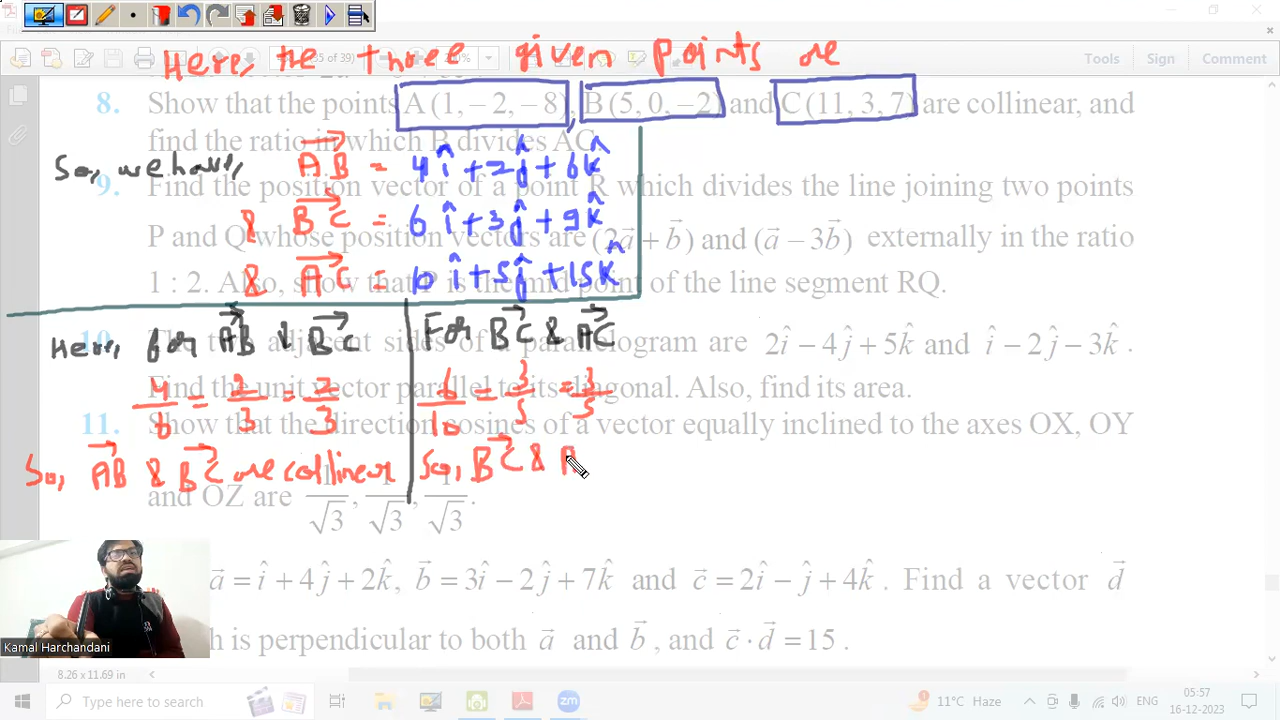 Here, the three given points are
Sign
Comment
8. Show that the points A (1, – 2, – 8), B (5, 0, –2) and C (11, 3, 7) are collinear, and
find the ratio in which B divides AC.
So, we have, AB⃗ = 4î + 2ĵ + 6k̂
9. Find the position vector of a point R which divides the line joining two points
& BC⃗ = 6î + 3ĵ + 9k̂
P and Q whose position vectors are (2a⃗ + b⃗) and (a⃗ – 3b⃗) externally in the ratio
& AC⃗ = 10î + 5ĵ + 15k̂
1 : 2. Also, show that P is the mid point of the line segment RQ.
Here, for AB⃗ & BC⃗
For BC⃗ & AC⃗
10. The two adjacent sides of a parallelogram are 2î – 4ĵ + 5k̂ and î – 2ĵ – 3k̂ .
Find the unit vector parallel to its diagonal. Also, find its area.
4/6 = 2/3 = 2/3
6/10 = 3/5 = 3/5
11. Show that the direction cosines of a vector equally inclined to the axes OX, OY
So, AB⃗ & BC⃗ are collinear
So, BC⃗ & A
and OZ are 1/√3, 1/√3, 1/√3.
a⃗ = î + 4ĵ + 2k̂, b⃗ = 3î – 2ĵ + 7k̂ and c⃗ = 2î – ĵ + 4k̂ . Find a vector d⃗
h is perpendicular to both a⃗ and b⃗ , and c⃗ · d⃗ = 15 .
Kamal Harchandani
8.26 x 11.69 in
Type here to search
11°C Haze
ENG
05:57
16-12-2023